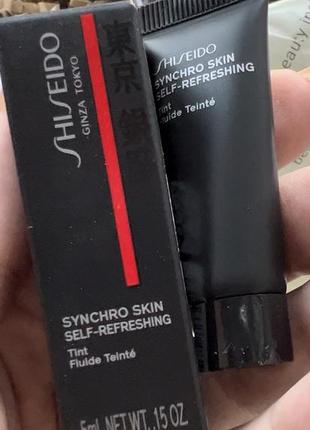 SHISEIDO
GINZA TOKYO
東京 銀座
SYNCHRO SKIN
SELF-REFRESHING
Tint
Fluide Teinté
5ml NET WT. .15 OZ
SHISEIDO
SYNCHRO SKIN
SELF-REFRESHING
Tint
Fluide Teinté